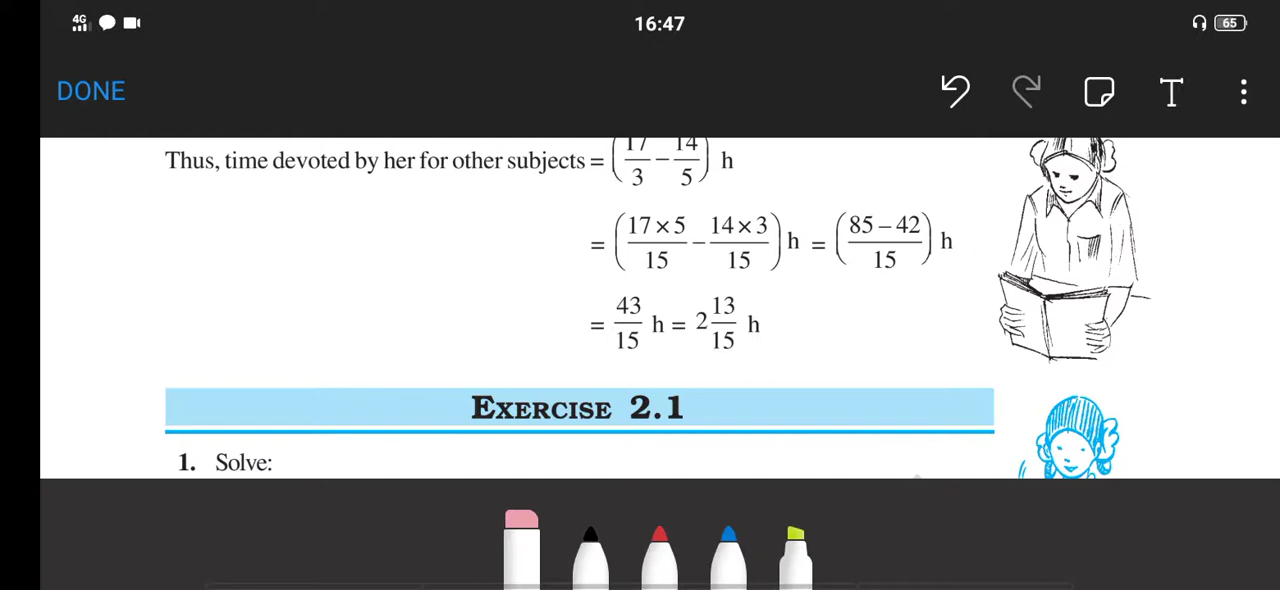 4G 16:47 65
DONE T
Thus, time devoted by her for other subjects = (17/3 − 14/5) h
= (17 × 5/15 − 14 × 3/15) h = (85 – 42/15) h
= 43/15 h = 2 13/15 h
EXERCISE 2.1
1. Solve: